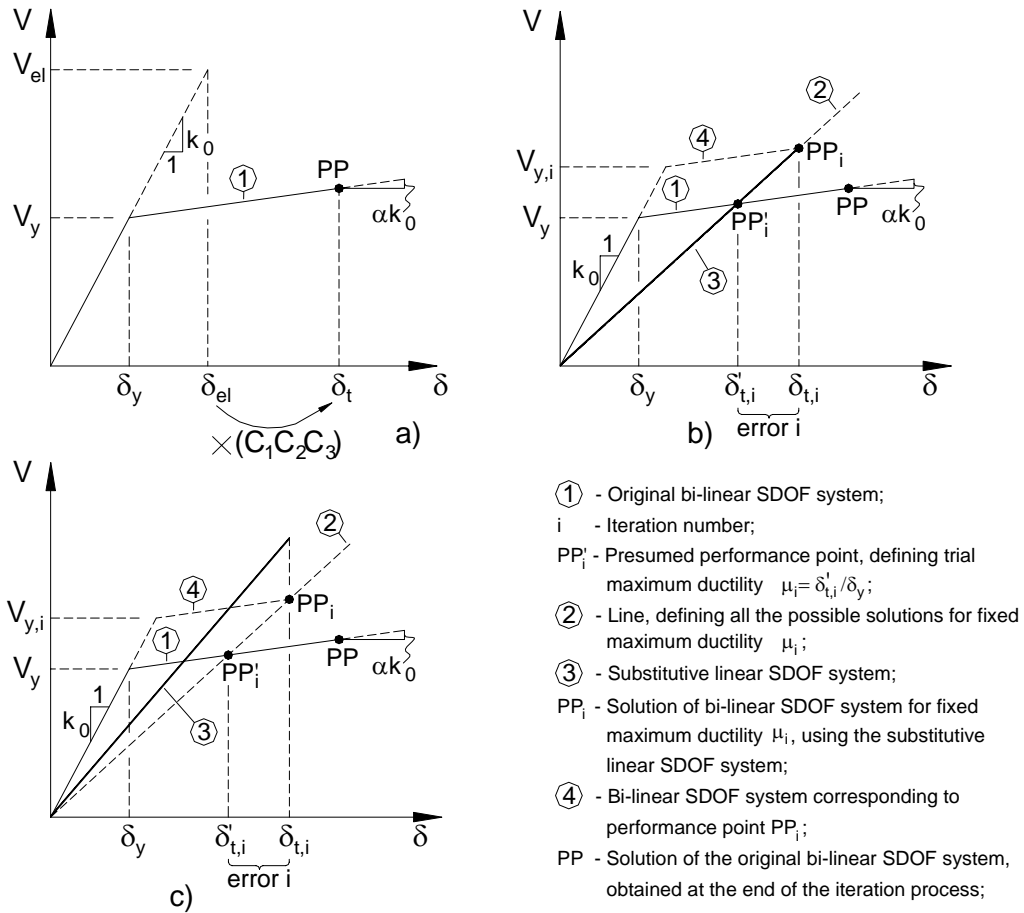 V
V_el
k_0
1
1
PP
V_y
αk_0
δ_y
δ_el
δ_t
δ
×(C_1C_2C_3)
a)
V
2
4
PP_i
V_y,i
1
V_y
PP'_i
PP
αk_0
1
k_0
3
δ_y
δ'_t,i
δ_t,i
δ
error i
b)
V
2
4
PP_i
V_y,i
1
V_y
PP'_i
PP
αk_0
1
k_0
3
δ_y
δ'_t,i
δ_t,i
δ
error i
c)
1 - Original bi-linear SDOF system;
i - Iteration number;
PP'_i - Presumed performance point, defining trial
maximum ductility μ_i=δ'_t,i/δ_y;
2 - Line, defining all the possible solutions for fixed
maximum ductility μ_i;
3 - Substitutive linear SDOF system;
PP_i - Solution of bi-linear SDOF system for fixed
maximum ductility μ_i, using the substitutive
linear SDOF system;
4 - Bi-linear SDOF system corresponding to
performance point PP_i;
PP - Solution of the original bi-linear SDOF system,
obtained at the end of the iteration process;